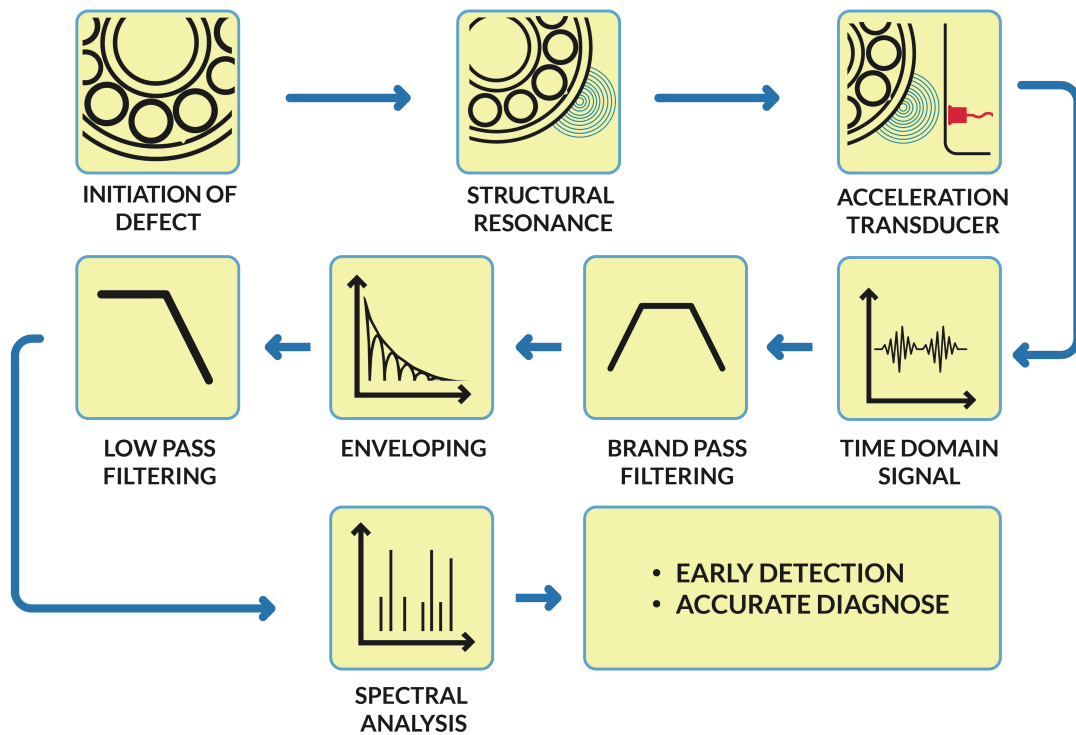 INITIATION OF
DEFECT
STRUCTURAL
RESONANCE
ACCELERATION
TRANSDUCER
LOW PASS
FILTERING
ENVELOPING
BRAND PASS
FILTERING
TIME DOMAIN
SIGNAL
SPECTRAL
ANALYSIS
• EARLY DETECTION
• ACCURATE DIAGNOSE